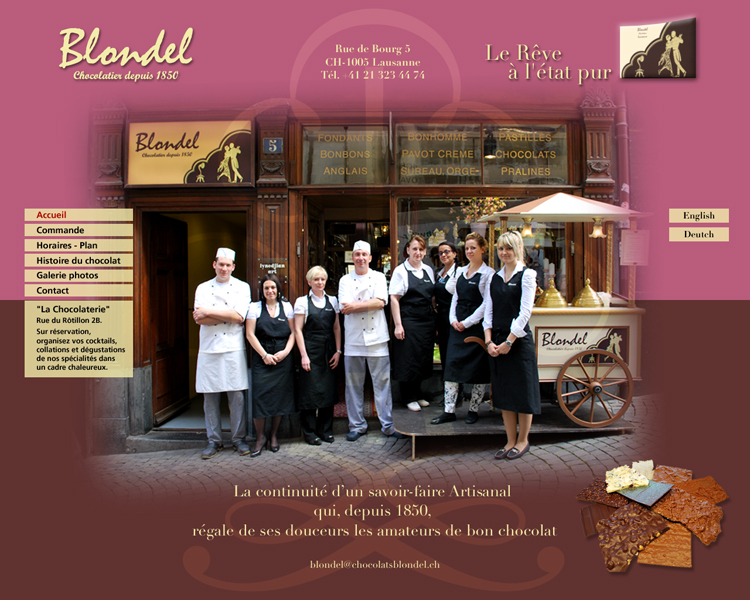 Blondel
Chocolatier depuis 1850
Rue de Bourg 5
CH-1005 Lausanne
Tél. +41 21 323 44 74
Le Rêve
à l'état pur
Blondel
Chocolatier depuis 1850
5
FONDANTS
BONBONS
ANGLAIS
BONHOMME
PAVOT CRÈME
SUREAU ORGE
PASTILLES
CHOCOLATS
PRALINES
Accueil
Commande
Horaires - Plan
Histoire du chocolat
Galerie photos
Contact
"La Chocolaterie"
Rue du Rôtillon 2B.
Sur réservation,
organisez vos cocktails,
collations et dégustations
de nos spécialités dans
un cadre chaleureux.
English
Deutch
Blondel
Chocolatier depuis 1850
La continuité d'un savoir-faire Artisanal
qui, depuis 1850,
régale de ses douceurs les amateurs de bon chocolat
blondel@chocolatsblondel.ch